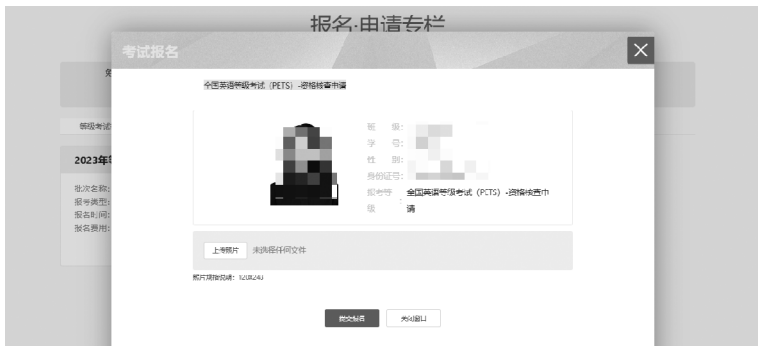 报名·申请专栏
考试报名
全国英语等级考试（PETS）-资格核查申请
班 级:
学 号:
性 别:
身份证号:
报考等级: 全国英语等级考试（PCTS）-资格核查申请
等级考试
2023年
批次名称:
报考类型:
报名时间:
报名费用:
上传照片 未选择任何文件
照片规格说明: 120X240
提交报名 关闭窗口